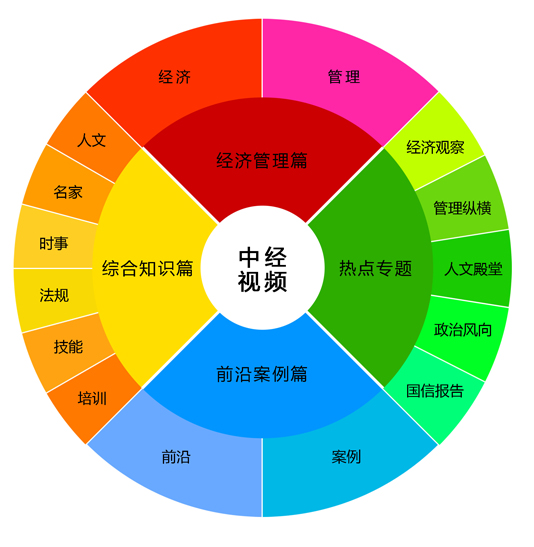 经济
管理
人文
经济观察
经济管理篇
名家
管理纵横
时事
中经
视频
综合知识篇
热点专题
人文殿堂
法规
政治风向
技能
前沿案例篇
国信报告
培训
前沿
案例